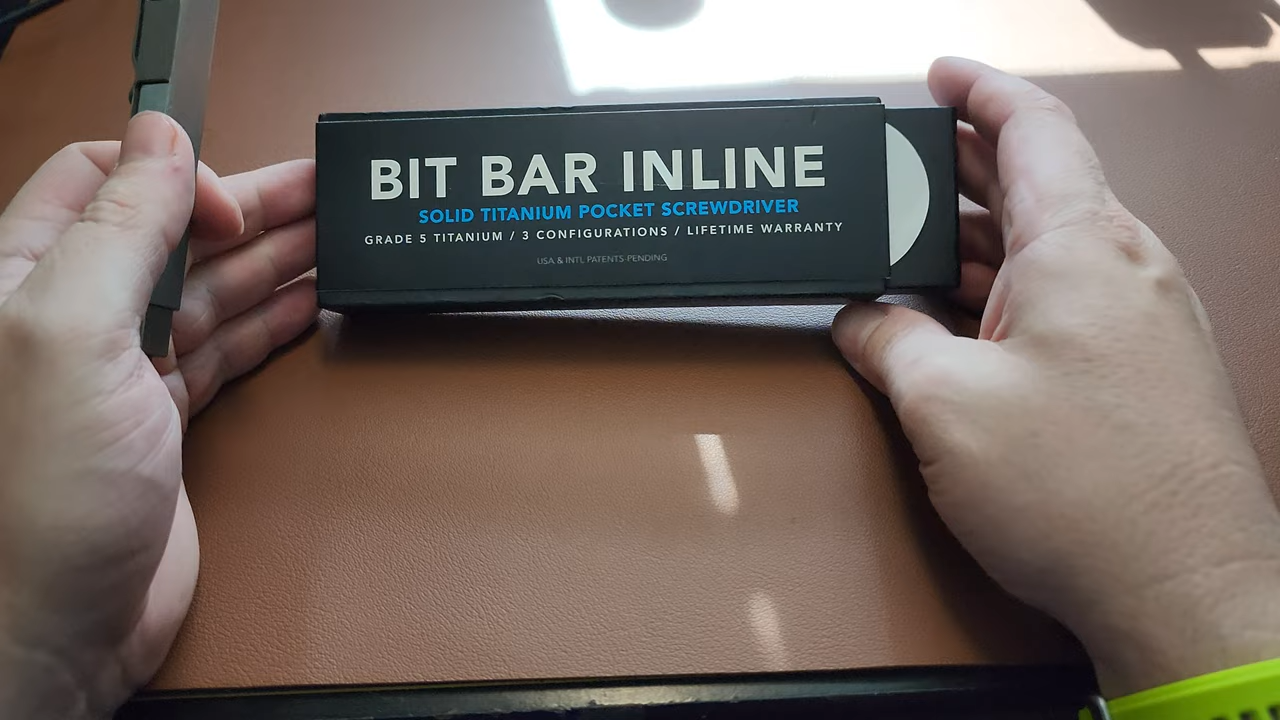 BIT BAR INLINE
SOLID TITANIUM POCKET SCREWDRIVER
GRADE 5 TITANIUM / 3 CONFIGURATIONS / LIFETIME WARRANTY
USA & INTL PATENTS PENDING